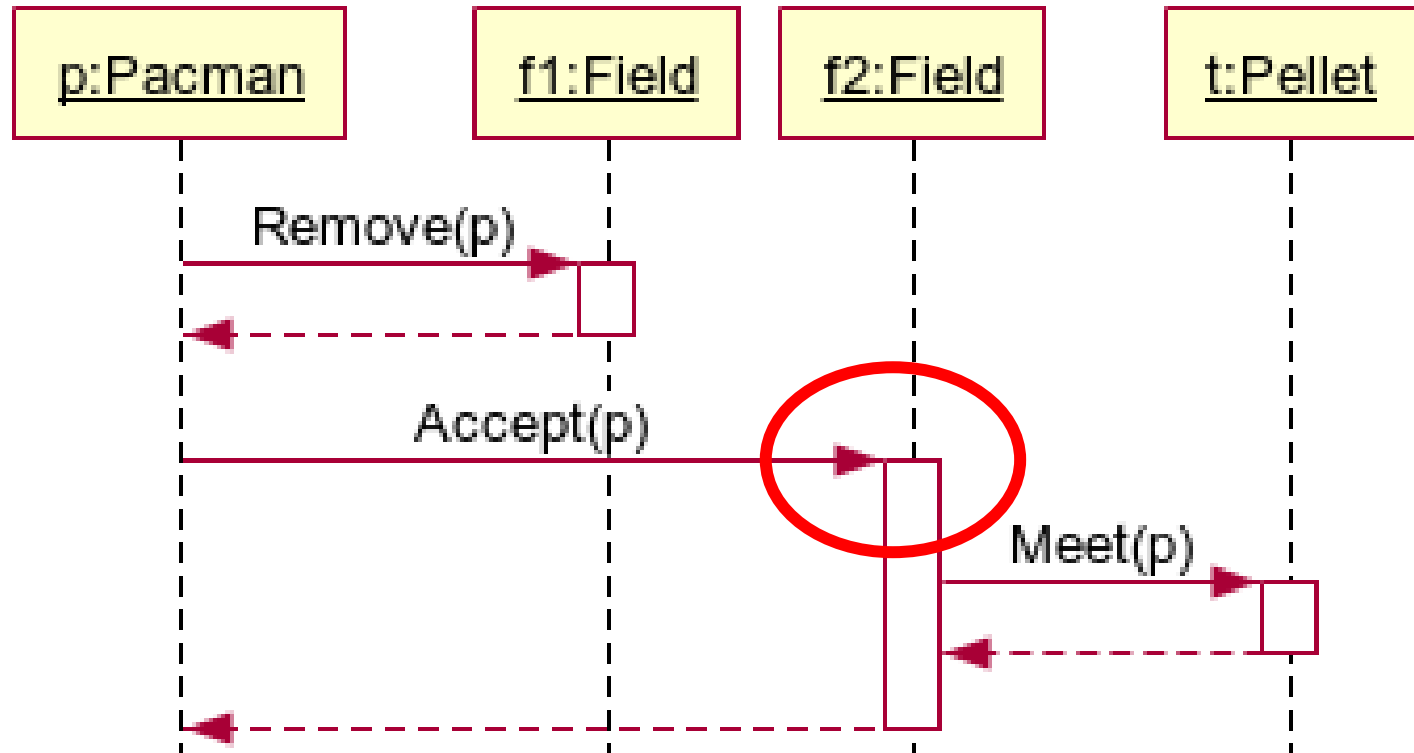 p:Pacman
f1:Field
f2:Field
t:Pellet
Remove(p)
Accept(p)
Meet(p)